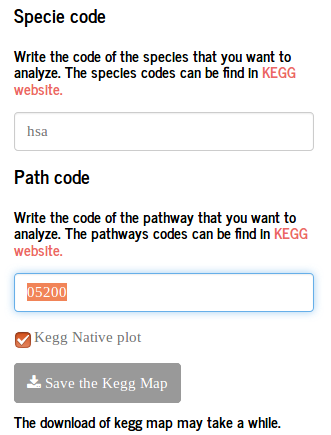 Specie code
Write the code of the species that you want to
analyze. The species codes can be find in KEGG
website.
hsa
Path code
Write the code of the pathway that you want to
analyze. The pathways codes can be find in KEGG
website.
05200
Kegg Native plot
Save the Kegg Map
The download of kegg map may take a while.